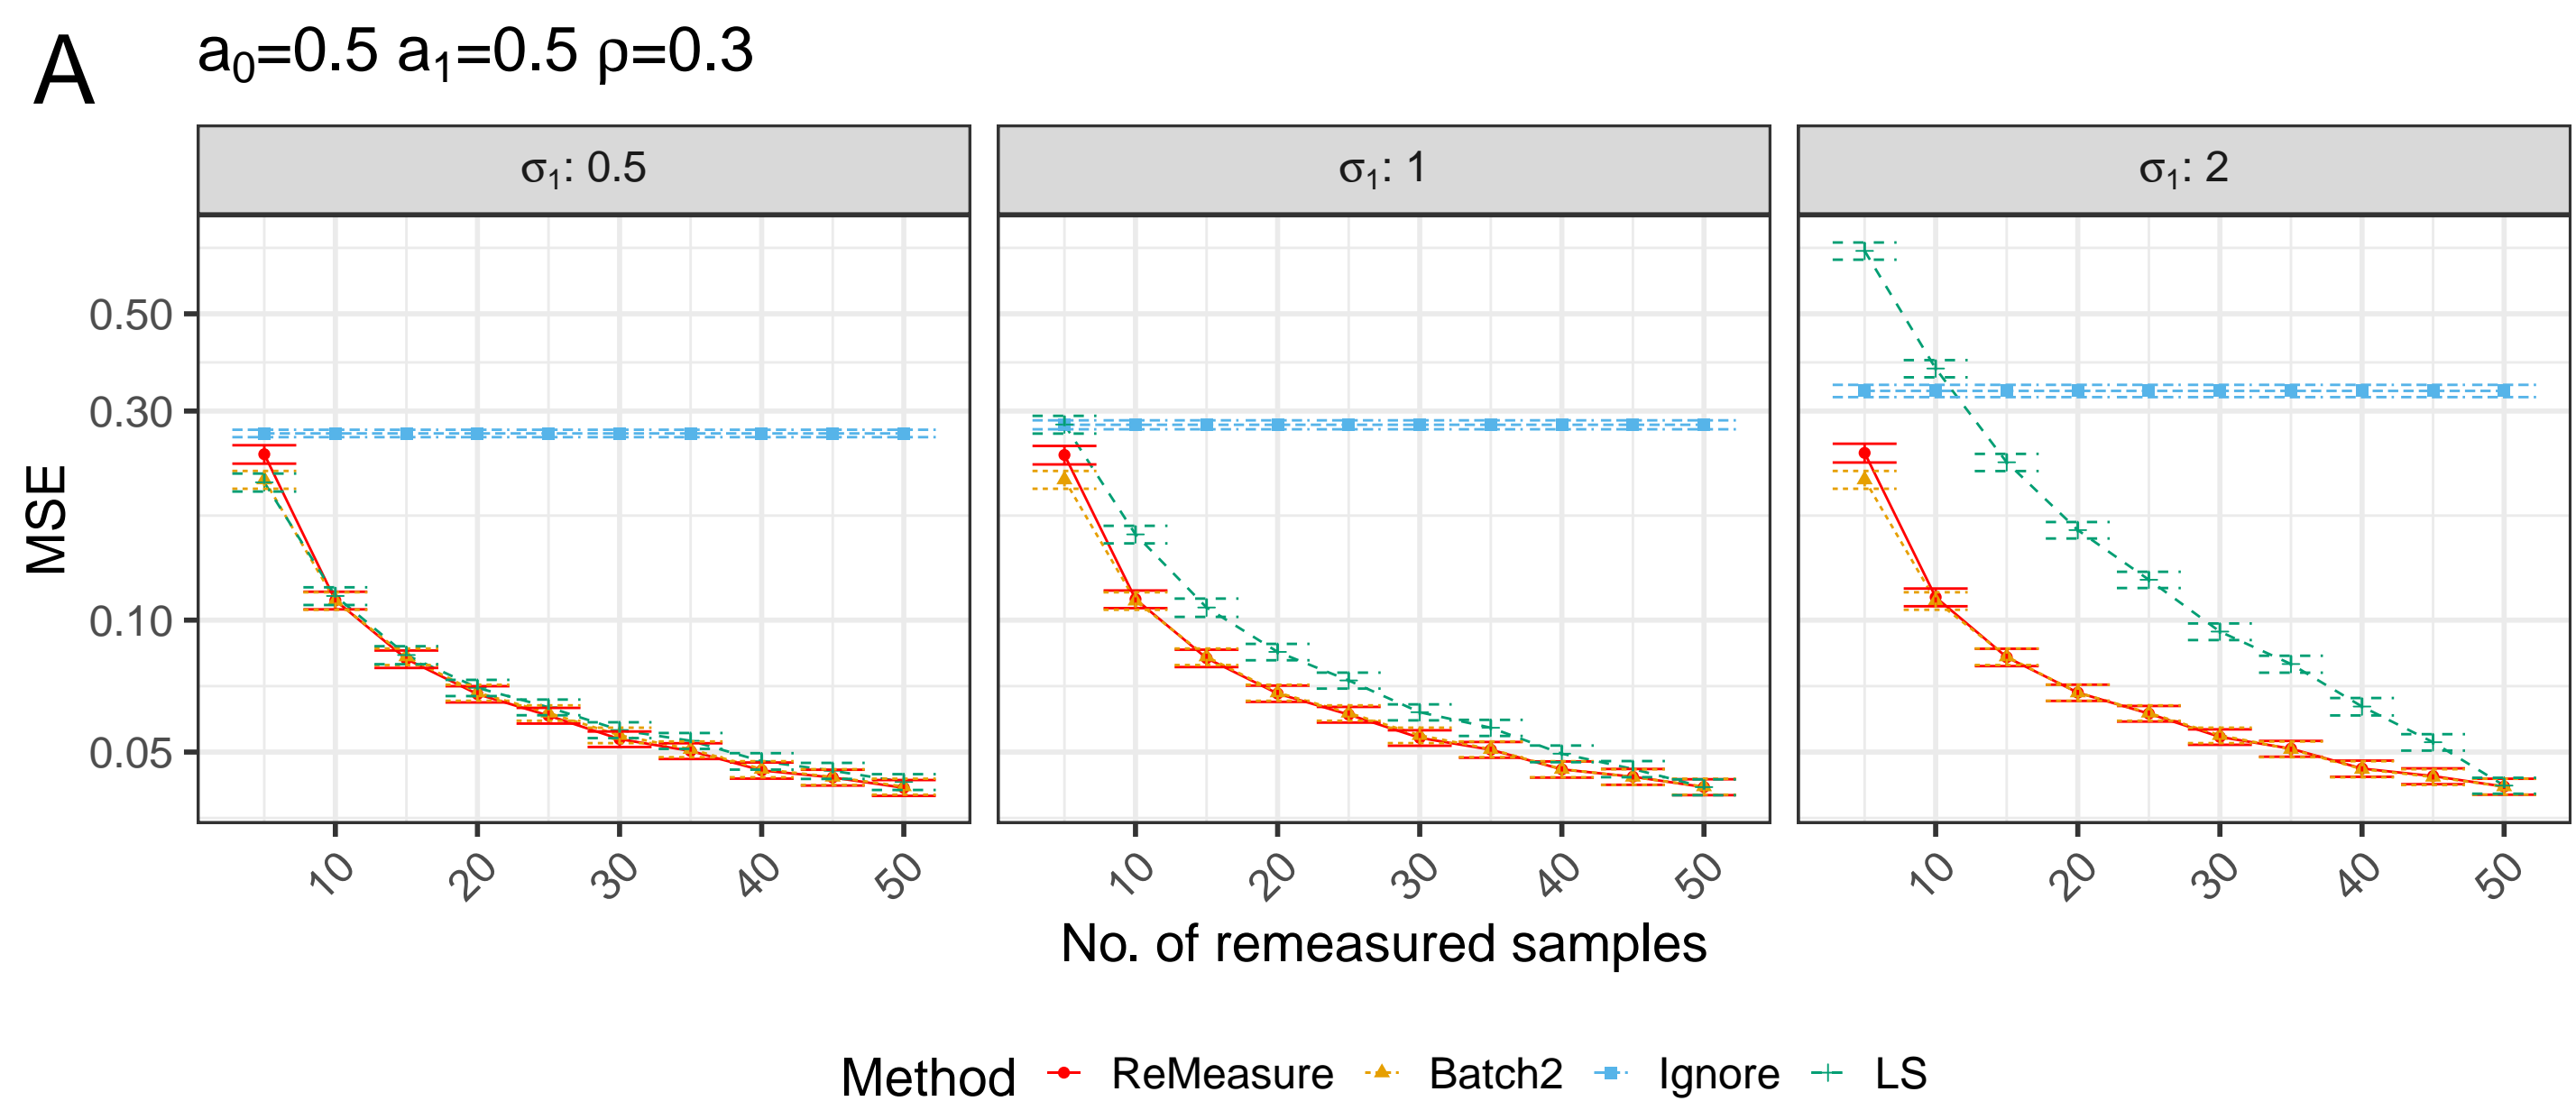 A
a₀=0.5 a₁=0.5 ρ=0.3
σ₁: 0.5
σ₁: 1
σ₁: 2
MSE
0.50
0.30
0.10
0.05
10 20 30 40 50
10 20 30 40 50
10 20 30 40 50
No. of remeasured samples
Method ReMeasure Batch2 Ignore LS